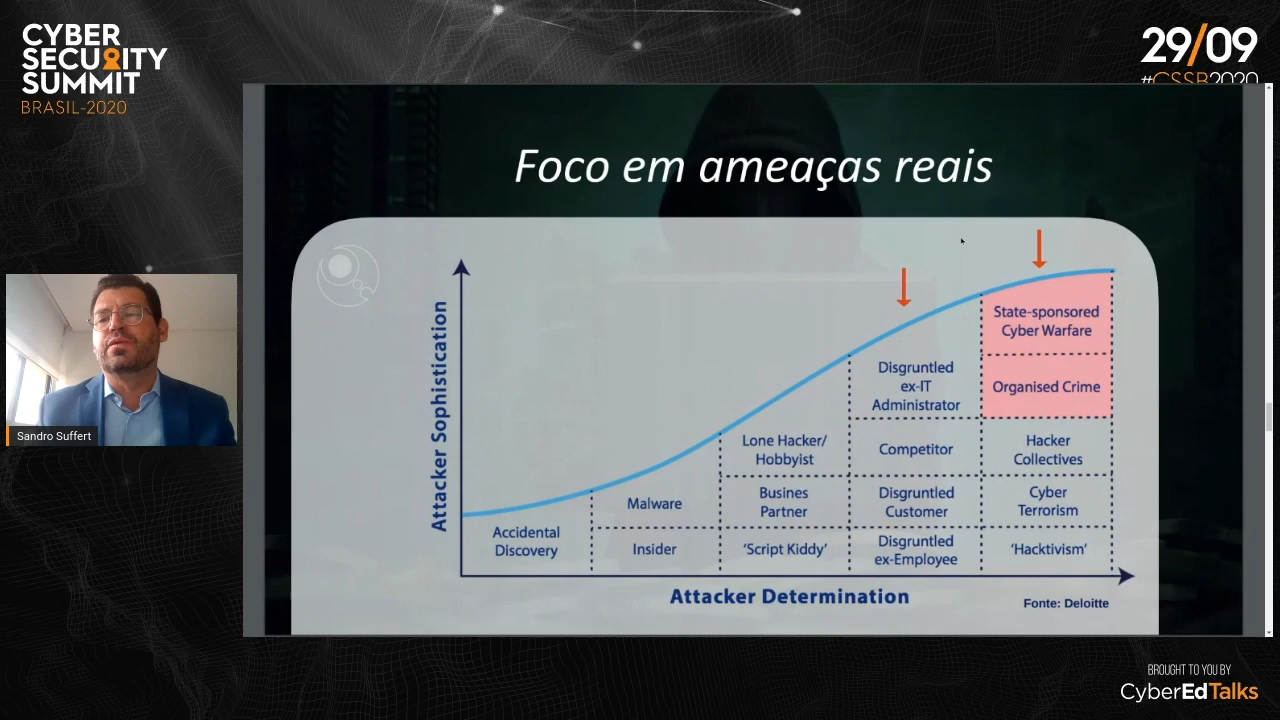 CYBER
SECURITY
SUMMIT
BRASIL-2020
29/09
#CSSB2020
Foco em ameaças reais
Attacker Sophistication
State-sponsored
Cyber Warfare
Organised Crime
Disgruntled
ex-IT
Administrator
Lone Hacker/
Hobbyist
Competitor
Hacker
Collectives
Malware
Busines
Partner
Disgruntled
Customer
Cyber
Terrorism
Accidental
Discovery
Insider
'Script Kiddy'
Disgruntled
ex-Employee
'Hacktivism'
Attacker Determination
Fonte: Deloitte
Sandro Suffert
BROUGHT TO YOU BY
CyberEdTalks